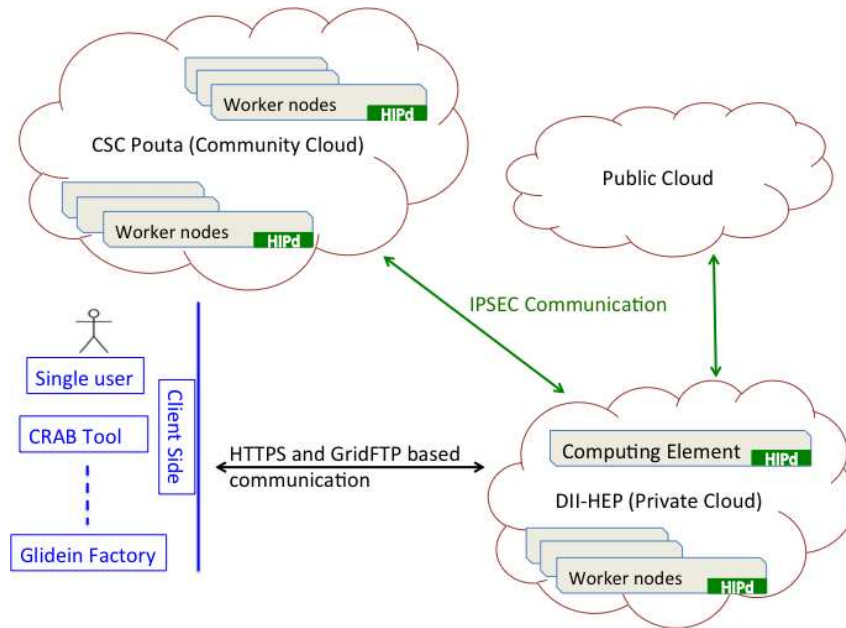 Worker nodes
HIPd
CSC Pouta (Community Cloud)
Worker nodes
HIPd
Public Cloud
IPSEC Communication
Single user
CRAB Tool
Glidein Factory
Client Side
HTTPS and GridFTP based
communication
Computing Element
HIPd
DII-HEP (Private Cloud)
Worker nodes
HIPd